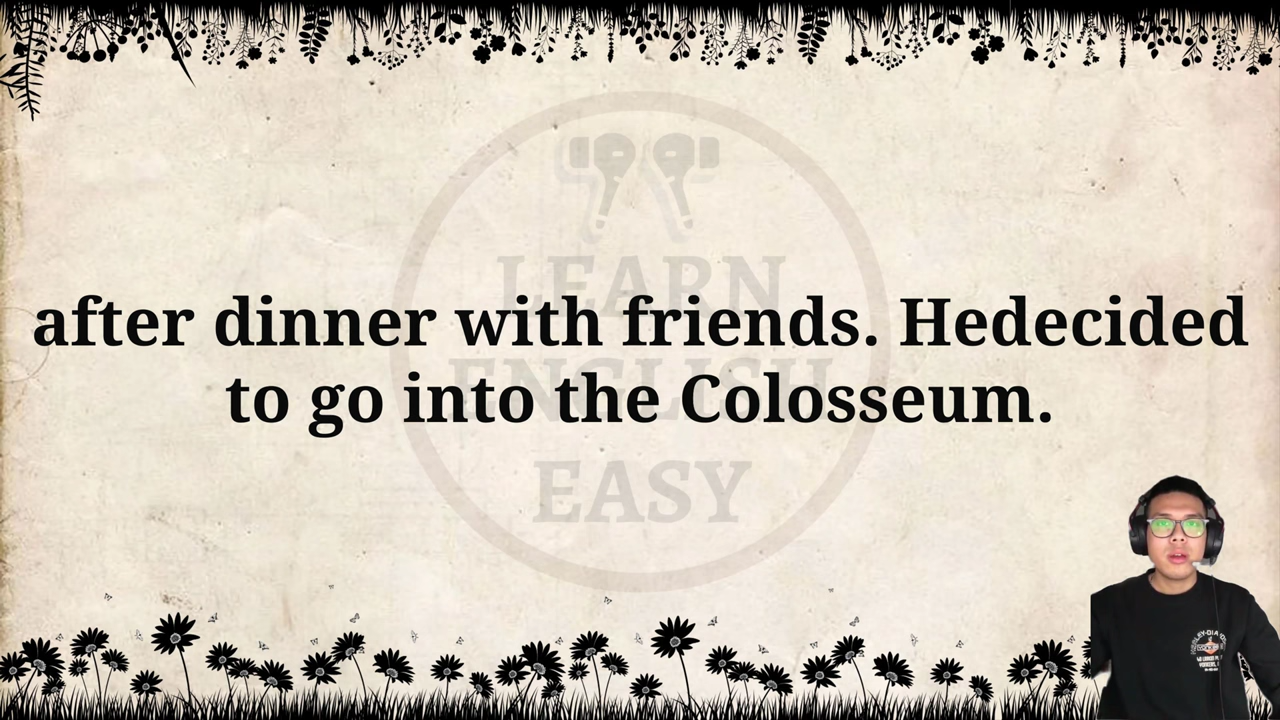 after dinner with friends. Hedecided
to go into the Colosseum.
LEARN
ENGLISH
EASY